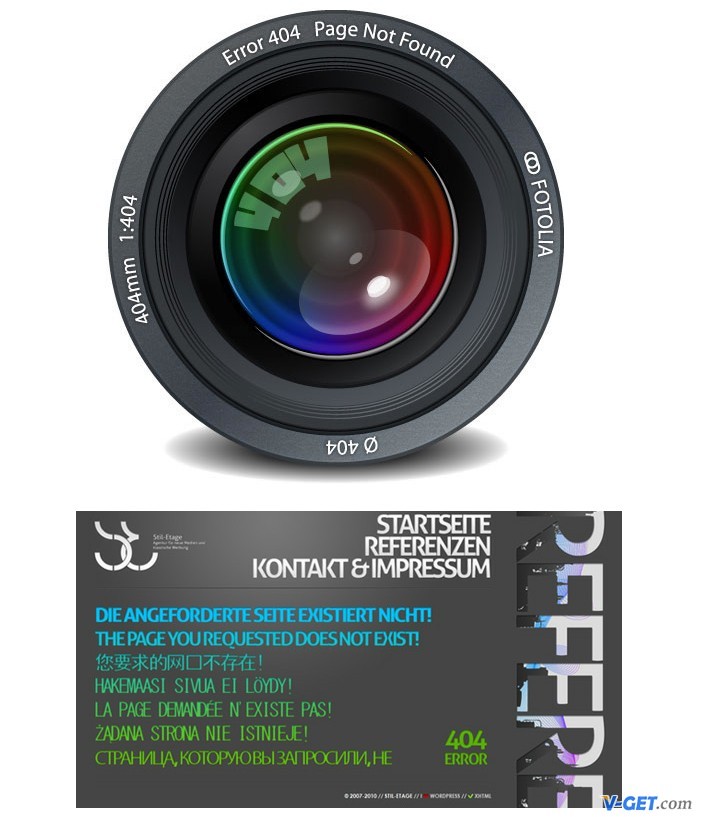 Error 404 Page Not Found
FOTOLIA
404mm 1:404
Ø 404
404
Stil-Etage
STARTSEITE
REFERENZEN
KONTAKT & IMPRESSUM
DIE ANGEFORDERTE SEITE EXISTIERT NICHT!
THE PAGE YOU REQUESTED DOES NOT EXIST!
您要求的网□不存在!
HAKEMAASI SIVUA EI LÖYDY!
LA PAGE DEMANDÉE N'EXISTE PAS!
ŻADANA STRONA NIE ISTNIEJE!
СТРАНИЦА, КОТОРУЮ ВЫ ЗАПРОСИЛИ, НЕ
404
ERROR
REFERE
© 2007-2010 // STIL-ETAGE // I WORDPRESS // XHTML
V-GET.com